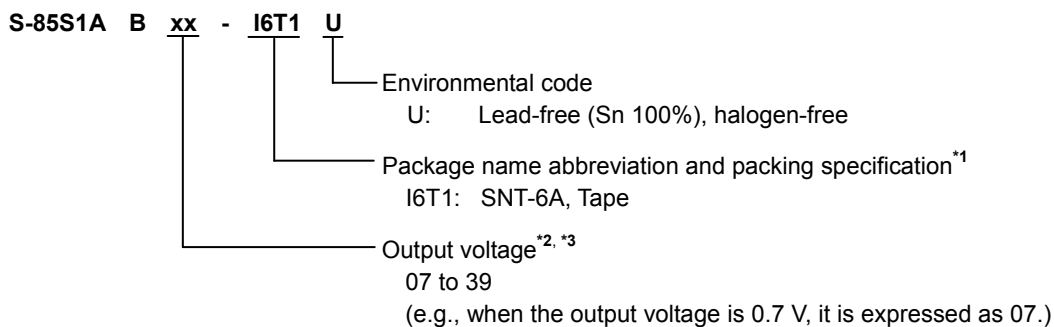 S-85S1A B xx - I6T1 U
Environmental code
U: Lead-free (Sn 100%), halogen-free
Package name abbreviation and packing specification*1
I6T1: SNT-6A, Tape
Output voltage*2, *3
07 to 39
(e.g., when the output voltage is 0.7 V, it is expressed as 07.)